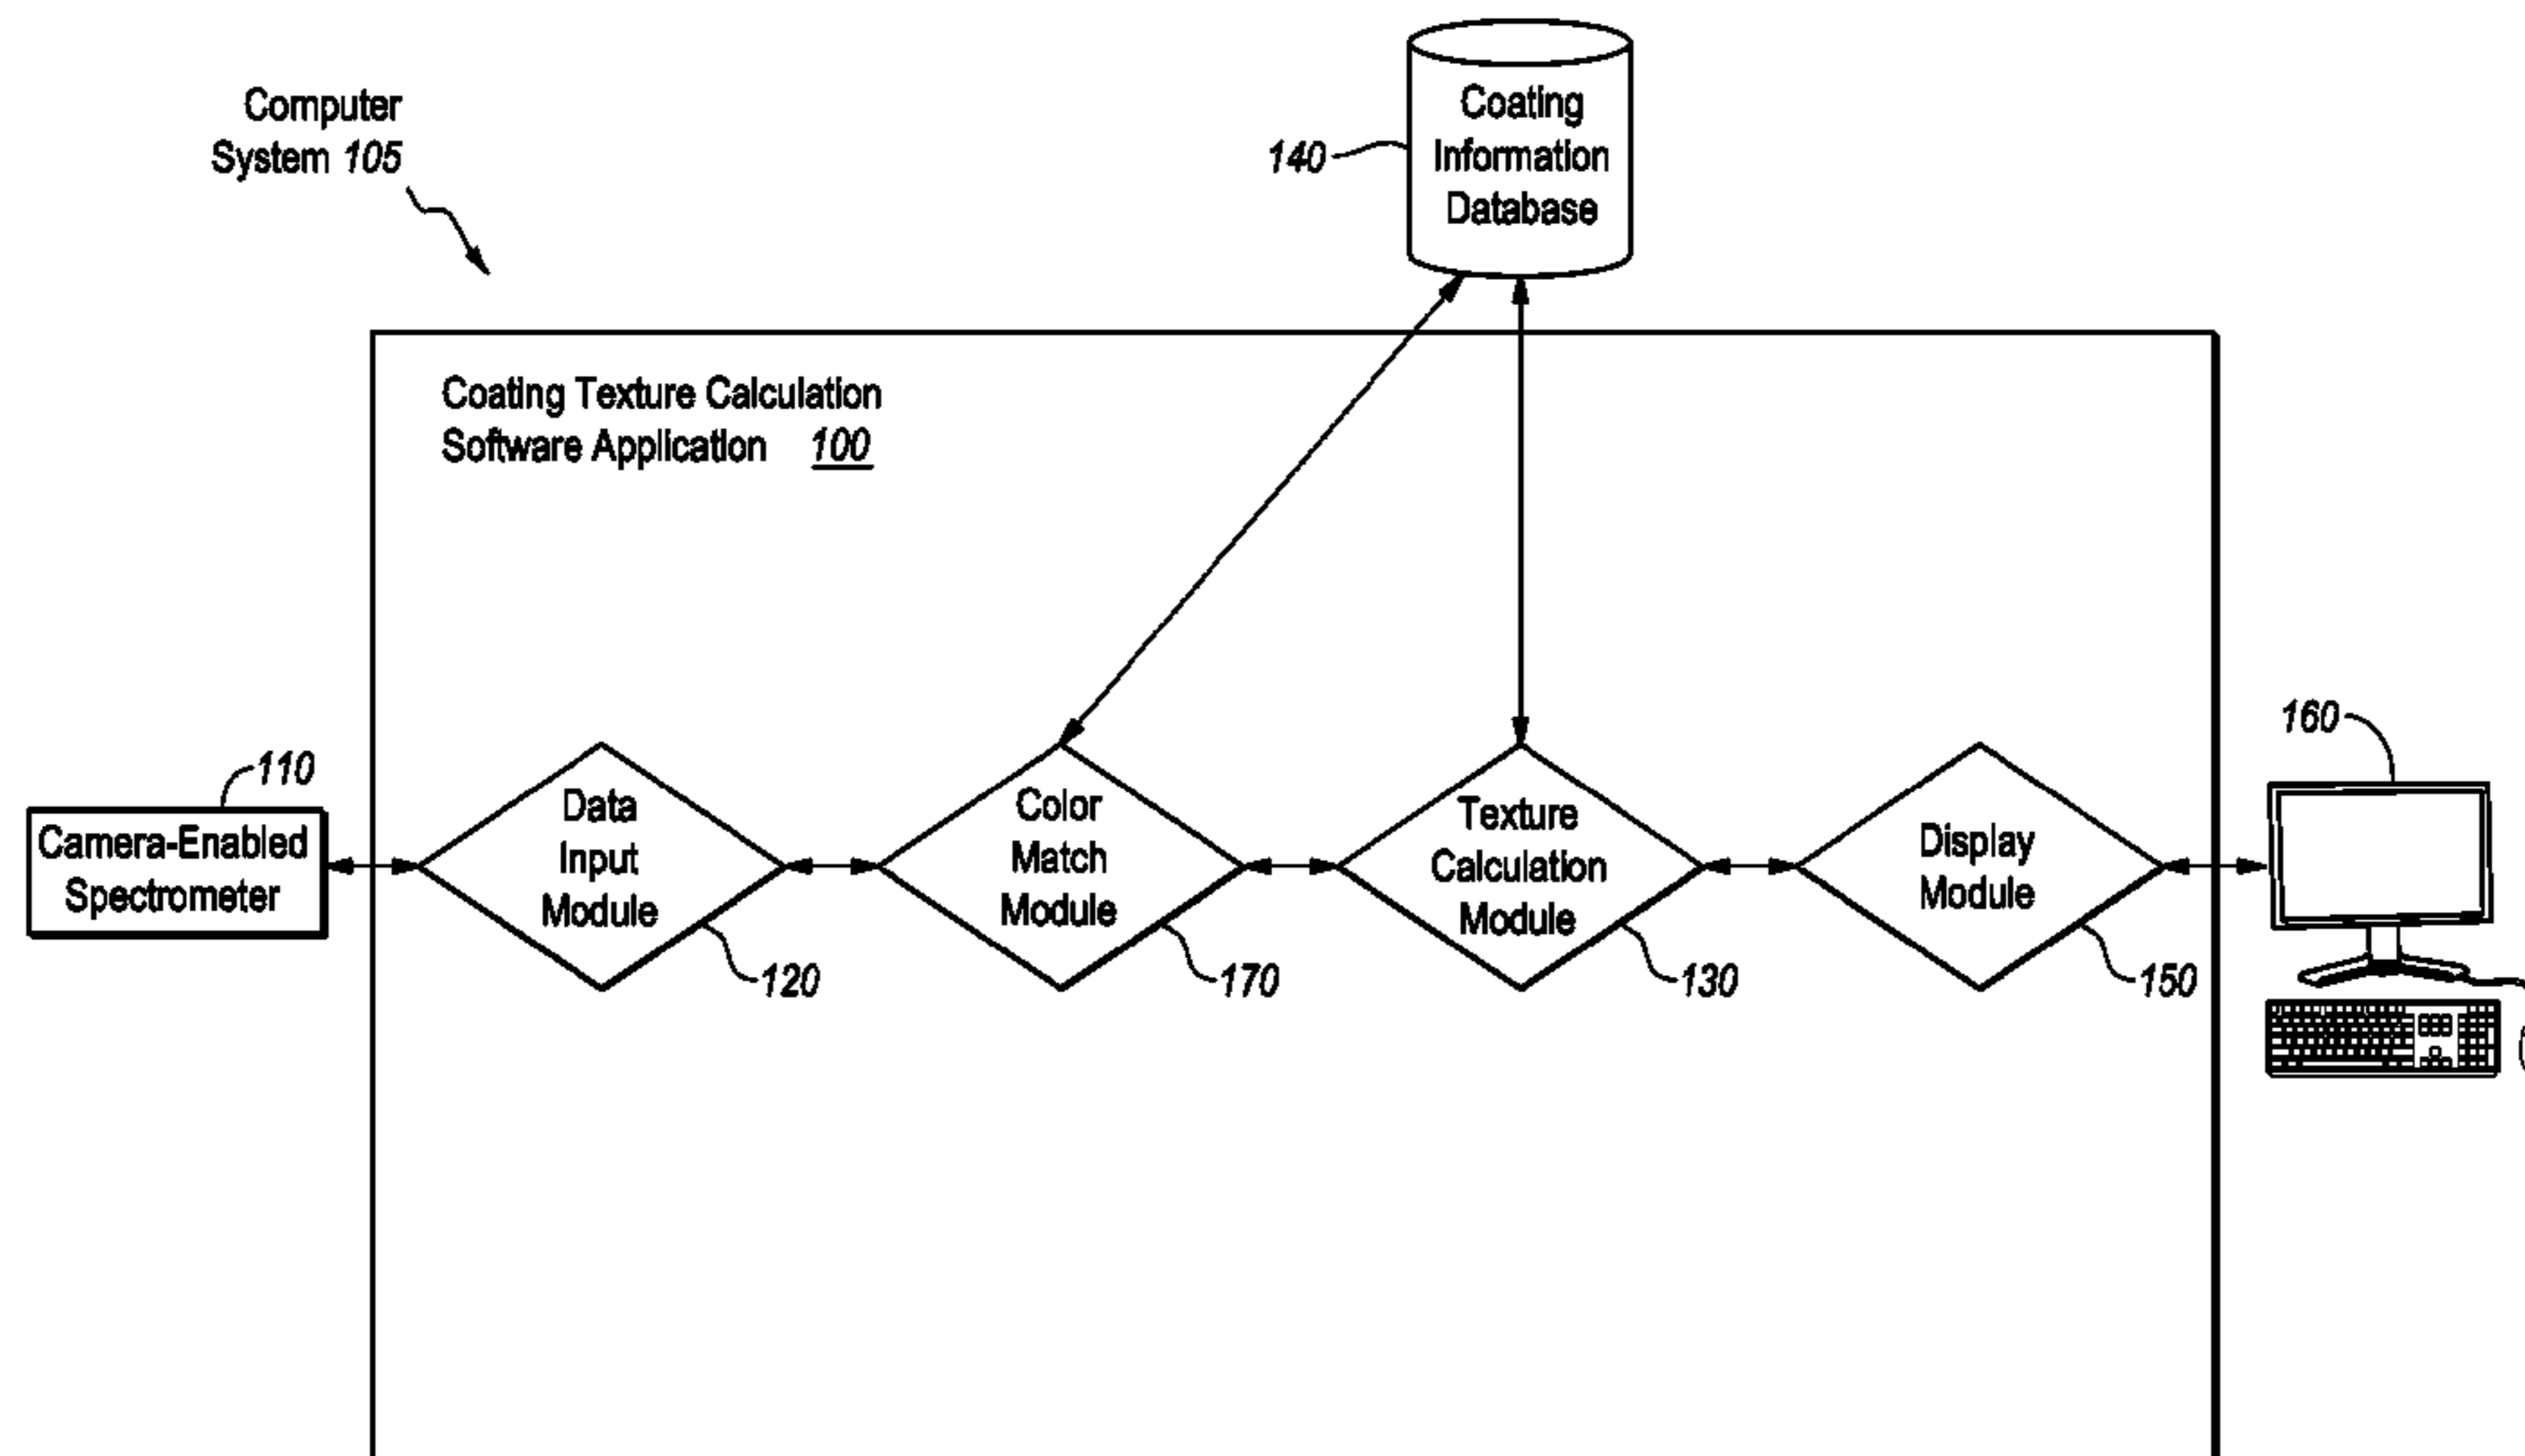 Computer
System 105
140
Coating
Information
Database
Coating Texture Calculation
Software Application 100
110
Camera-Enabled
Spectrometer
Data
Input
Module
120
Color
Match
Module
170
Texture
Calculation
Module
130
Display
Module
150
160